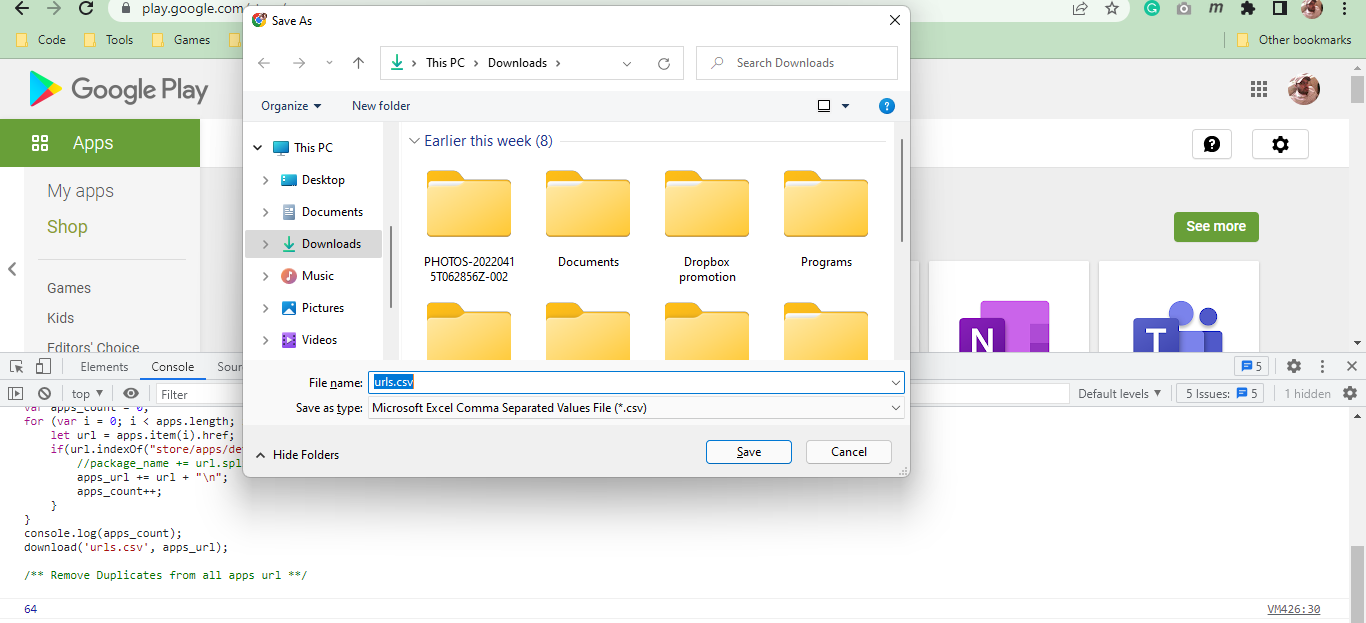 play.google.com/
Code
Tools
Games
Other bookmarks
Save As
This PC
Downloads
Search Downloads
Organize
New folder
This PC
Desktop
Documents
Downloads
Music
Pictures
Videos
Earlier this week (8)
PHOTOS-2022041
5T062856Z-002
Documents
Dropbox
promotion
Programs
File name:
urls.csv
Save as type:
Microsoft Excel Comma Separated Values File (*.csv)
Hide Folders
Save
Cancel
Google Play
Apps
My apps
Shop
Games
Kids
Editors' Choice
See more
N
T
Elements
Console
Sour
5
top
Filter
Default levels
5 Issues:
5
1 hidden
var apps_count = 0;
for (var i = 0; i < apps.length;
let url = apps.item(i).href;
if(url.indexOf("store/apps/de
//package_name += url.spl
apps_url += url + "\n";
apps_count++;
}
}
console.log(apps_count);
download('urls.csv', apps_url);
/** Remove Duplicates from all apps url **/
64
VM426:30